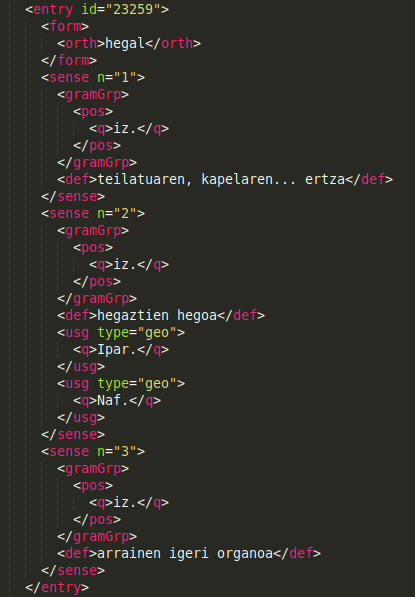 <entry id="23259">
<form>
<orth>hegal</orth>
</form>
<sense n="1">
<gramGrp>
<pos>
<q>iz.</q>
</pos>
</gramGrp>
<def>teilatuaren, kapelaren... ertza</def>
</sense>
<sense n="2">
<gramGrp>
<pos>
<q>iz.</q>
</pos>
</gramGrp>
<def>hegaztien hegoa</def>
<usg type="geo">
<q>Ipar.</q>
</usg>
<usg type="geo">
<q>Naf.</q>
</usg>
</sense>
<sense n="3">
<gramGrp>
<pos>
<q>iz.</q>
</pos>
</gramGrp>
<def>arrainen igeri organoa</def>
</sense>
</entry>